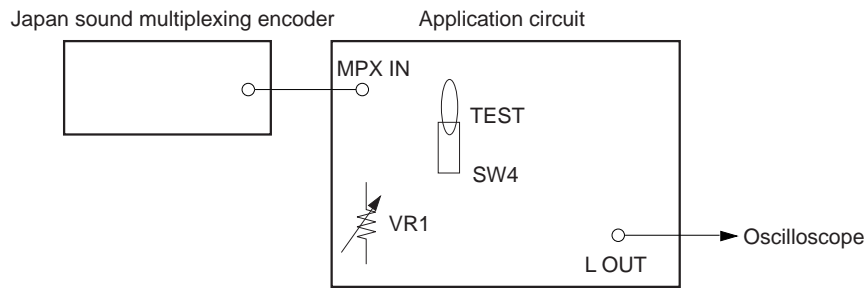 Japan sound multiplexing encoder
Application circuit
MPX IN
TEST
SW4
VR1
L OUT
Oscilloscope